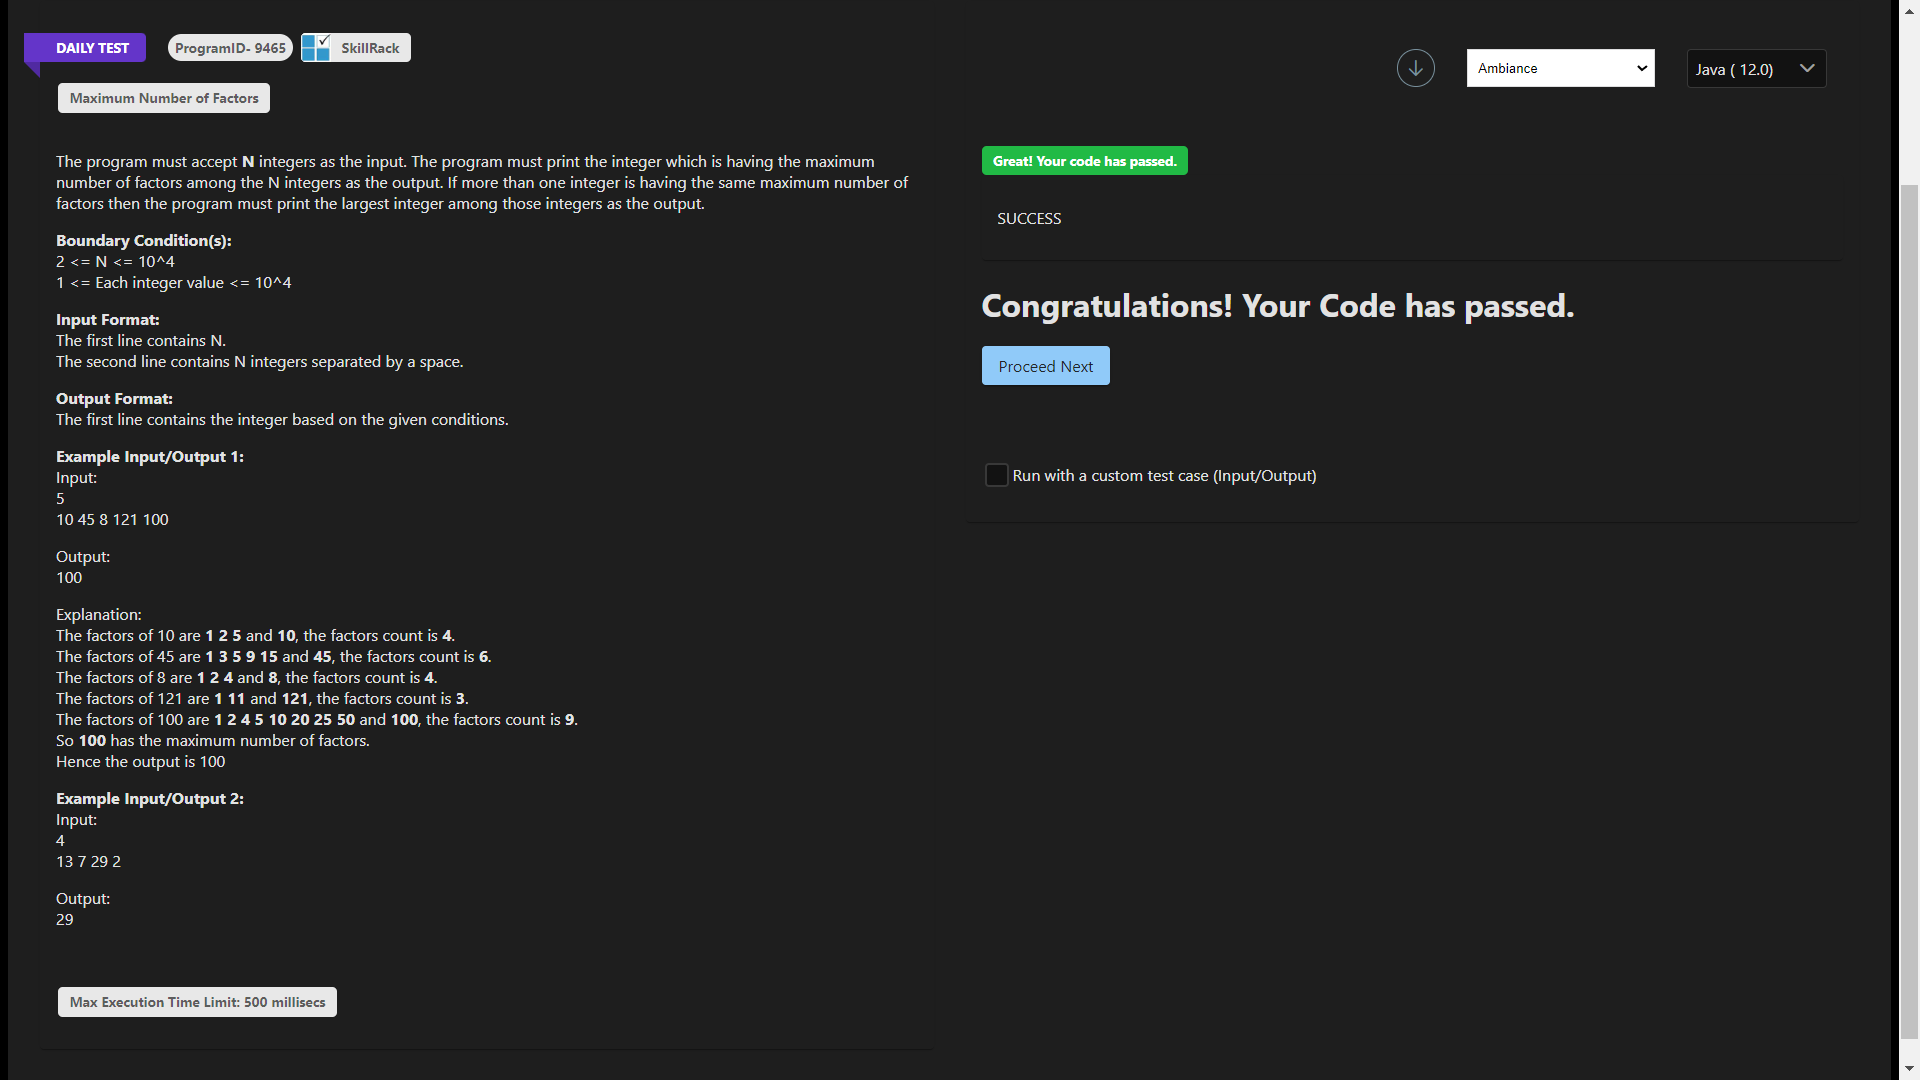 DAILY TEST
ProgramID- 9465
SkillRack
Maximum Number of Factors
Ambiance
Java ( 12.0)
The program must accept N integers as the input. The program must print the integer which is having the maximum
number of factors among the N integers as the output. If more than one integer is having the same maximum number of
factors then the program must print the largest integer among those integers as the output.
Boundary Condition(s):
2 <= N <= 10^4
1 <= Each integer value <= 10^4
Input Format:
The first line contains N.
The second line contains N integers separated by a space.
Output Format:
The first line contains the integer based on the given conditions.
Example Input/Output 1:
Input:
5
10 45 8 121 100
Output:
100
Explanation:
The factors of 10 are 1 2 5 and 10, the factors count is 4.
The factors of 45 are 1 3 5 9 15 and 45, the factors count is 6.
The factors of 8 are 1 2 4 and 8, the factors count is 4.
The factors of 121 are 1 11 and 121, the factors count is 3.
The factors of 100 are 1 2 4 5 10 20 25 50 and 100, the factors count is 9.
So 100 has the maximum number of factors.
Hence the output is 100
Example Input/Output 2:
Input:
4
13 7 29 2
Output:
29
Max Execution Time Limit: 500 millisecs
Great! Your code has passed.
SUCCESS
Congratulations! Your Code has passed.
Proceed Next
Run with a custom test case (Input/Output)